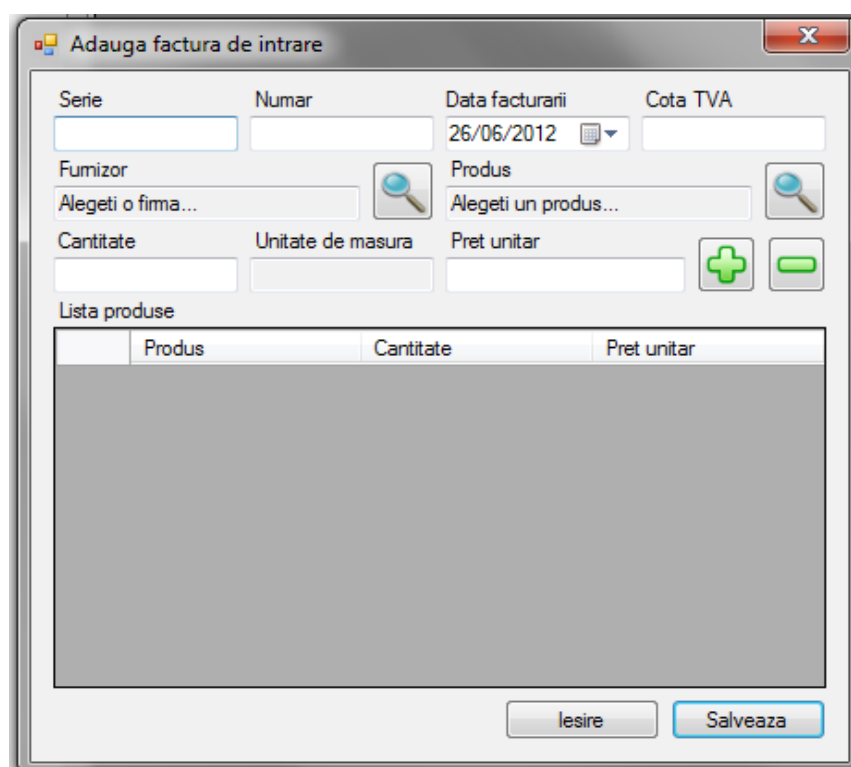 Adauga factura de intrare
Serie Numar Data facturarii Cota TVA
26/06/2012
Furnizor Produs
Alegeti o firma... Alegeti un produs...
Cantitate Unitate de masura Pret unitar
Lista produse
Produs Cantitate Pret unitar
Iesire Salveaza